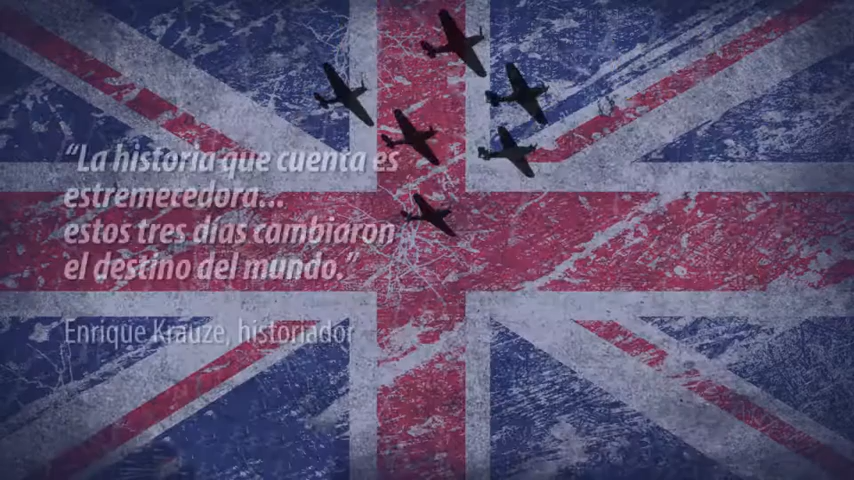 “La historia que cuenta es
estremecedora...
estos tres días cambiaron
el destino del mundo.”
Enrique Krauze, historiador